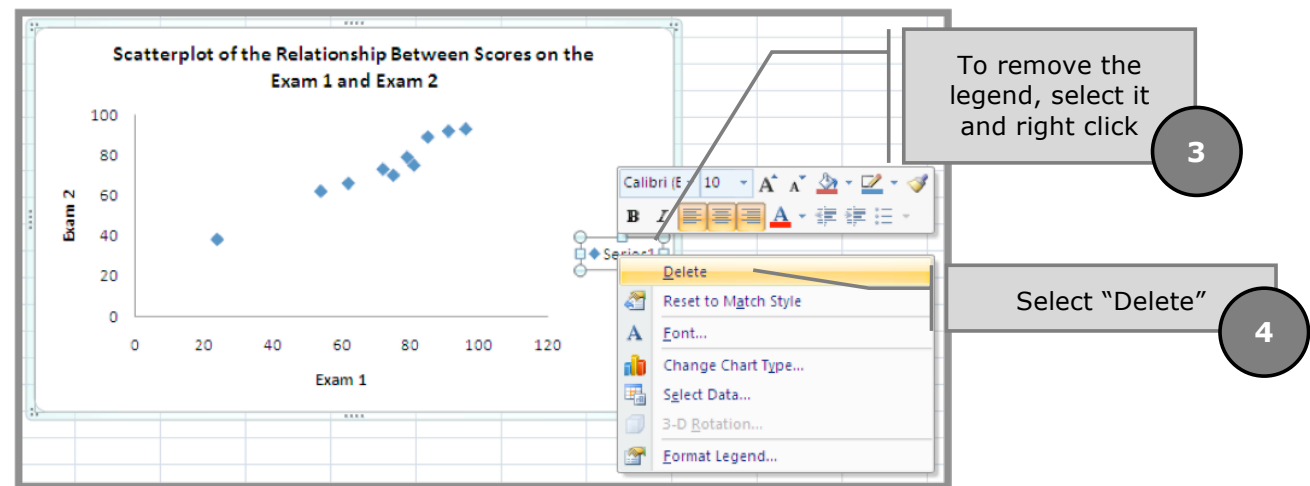 Scatterplot of the Relationship Between Scores on the
Exam 1 and Exam 2
100
80
60
40
20
0
Exam 2
0 20 40 60 80 100 120
Exam 1
Series1
To remove the
legend, select it
and right click
3
Calibri (E 10 A A
B I A
Delete
Reset to Match Style
A Font...
Change Chart Type...
Select Data...
3-D Rotation...
Format Legend...
Select “Delete”
4